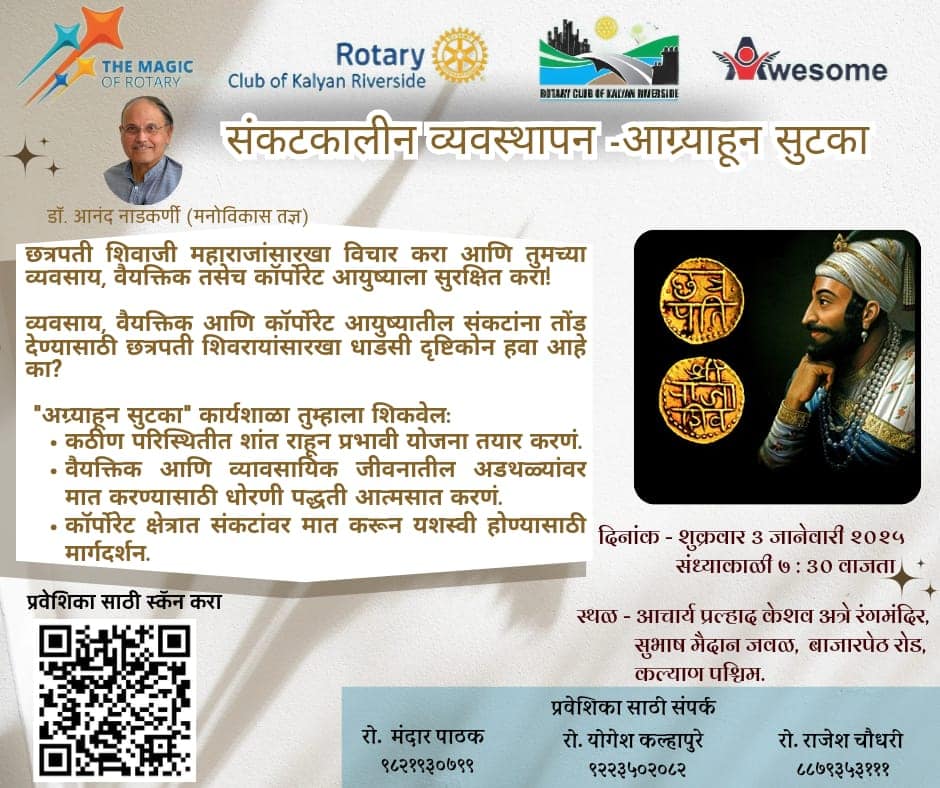 THE MAGIC
OF ROTARY
Rotary
Club of Kalyan Riverside
ROTARY CLUB OF KALYAN RIVERSIDE
Awesome
संकटकालीन व्यवस्थापन -आग्र्याहून सुटका
डॉ. आनंद नाडकर्णी (मनोविकास तज्ञ)
छत्रपती शिवाजी महाराजांसारखा विचार करा आणि तुमच्या
व्यवसाय, वैयक्तिक तसेच कॉर्पोरेट आयुष्याला सुरक्षित करा!
व्यवसाय, वैयक्तिक आणि कॉर्पोरेट आयुष्यातील संकटांना तोंड
देण्यासाठी छत्रपती शिवरायांसारखा धाडसी दृष्टिकोन हवा आहे
का?
"अग्र्याहून सुटका" कार्यशाळा तुम्हाला शिकवेल:
• कठीण परिस्थितीत शांत राहून प्रभावी योजना तयार करणं.
• वैयक्तिक आणि व्यावसायिक जीवनातील अडथळ्यांवर
मात करण्यासाठी धोरणी पद्धती आत्मसात करणं.
• कॉर्पोरेट क्षेत्रात संकटांवर मात करून यशस्वी होण्यासाठी
मार्गदर्शन.
छत्र
पति
श्री
राजा
शिव
दिनांक - शुक्रवार 3 जानेवारी २०२५
संध्याकाळी ७ : 30 वाजता
स्थळ - आचार्य प्रल्हाद केशव अत्रे रंगमंदिर,
सुभाष मैदान जवळ, बाजारपेठ रोड,
कल्याण पश्चिम.
प्रवेशिका साठी स्कॅन करा
प्रवेशिका साठी संपर्क
रो. मंदार पाठक
९८२१९३०७९९
रो. योगेश कल्हापुरे
९२२३५०२०८२
रो. राजेश चौधरी
८८७९३५३१११